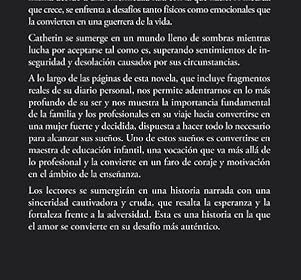 que crece, se enfrenta a desafíos tanto físicos como emocionales que
la convierten en una guerrera de la vida.
Catherin se sumerge en un mundo lleno de sombras mientras
lucha por aceptarse tal como es, superando sentimientos de in-
seguridad y desolación causados por sus circunstancias.
A lo largo de las páginas de esta novela, que incluye fragmentos
reales de su diario personal, nos permite adentrarnos en lo más
profundo de su ser y nos muestra la importancia fundamental
de la familia y los profesionales en su viaje hacía convertirse en
una mujer fuerte y decidida, dispuesta a hacer todo lo necesario
para alcanzar sus sueños. Uno de estos sueños es convertirse en
maestra de educación infantil, una vocación que va más allá de
lo profesional y la convierte en un faro de coraje y motivación
en el ámbito de la enseñanza.
Los lectores se sumergirán en una historia narrada con una
sinceridad cautivadora y cruda, que resalta la esperanza y la
fortaleza frente a la adversidad. Esta es una historia en la que
el amor se convierte en su desafío más auténtico.